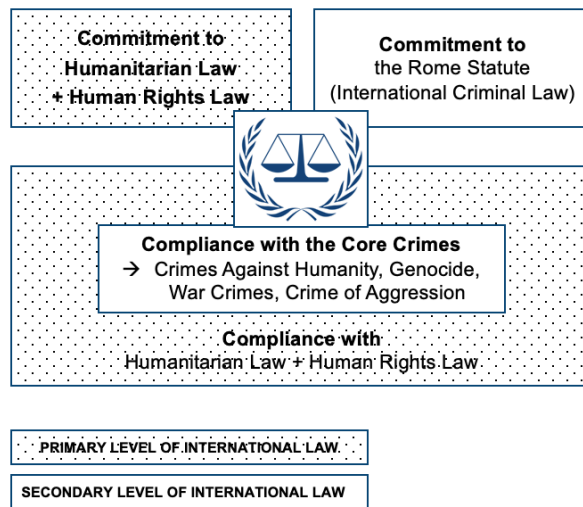 Commitment to
Humanitarian Law
+ Human Rights Law
Commitment to
the Rome Statute
(International Criminal Law)
Compliance with the Core Crimes
→ Crimes Against Humanity, Genocide,
War Crimes, Crime of Aggression
Compliance with
Humanitarian Law + Human Rights Law
PRIMARY LEVEL OF INTERNATIONAL LAW
SECONDARY LEVEL OF INTERNATIONAL LAW